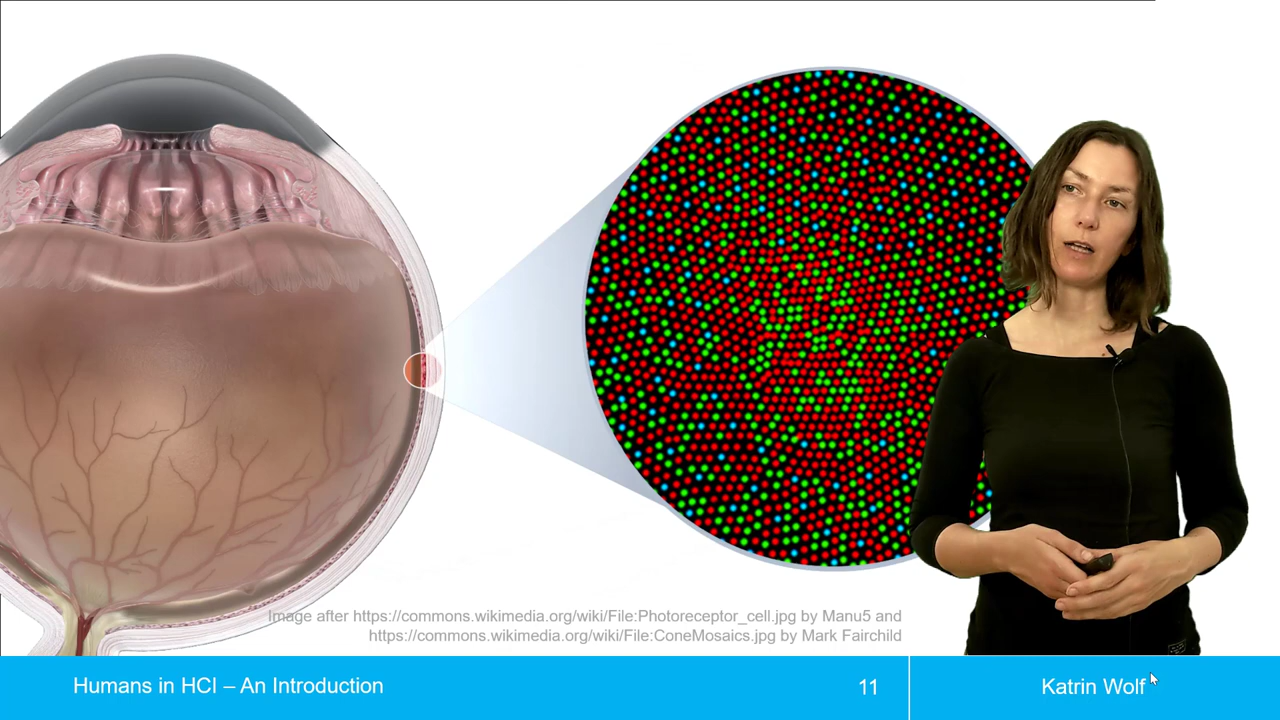 Image after https://commons.wikimedia.org/wiki/File:Photoreceptor_cell.jpg by Manu5 and
https://commons.wikimedia.org/wiki/File:ConeMosaics.jpg by Mark Fairchild
Humans in HCI – An Introduction
11
Katrin Wolf